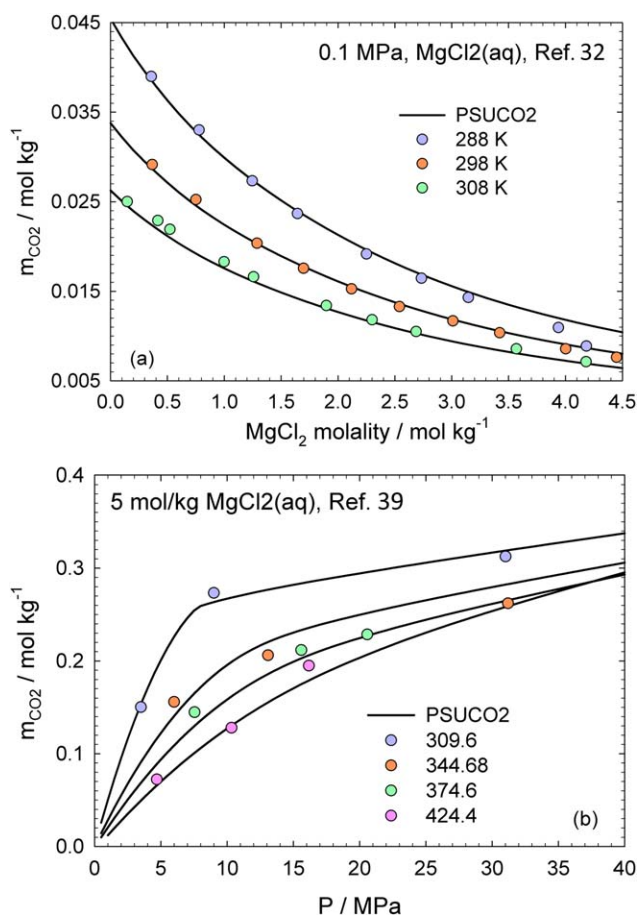 0.045
0.1 MPa, MgCl2(aq), Ref. 32
PSUCO2
288 K
298 K
308 K
0.035
0.025
0.015
0.005
m_CO2 / mol kg⁻¹
(a)
0.0 0.5 1.0 1.5 2.0 2.5 3.0 3.5 4.0 4.5
MgCl₂ molality / mol kg⁻¹
0.4
5 mol/kg MgCl2(aq), Ref. 39
0.3
0.2
0.1
0.0
m_CO2 / mol kg⁻¹
PSUCO2
309.6
344.68
374.6
424.4
(b)
0 5 10 15 20 25 30 35 40
P / MPa